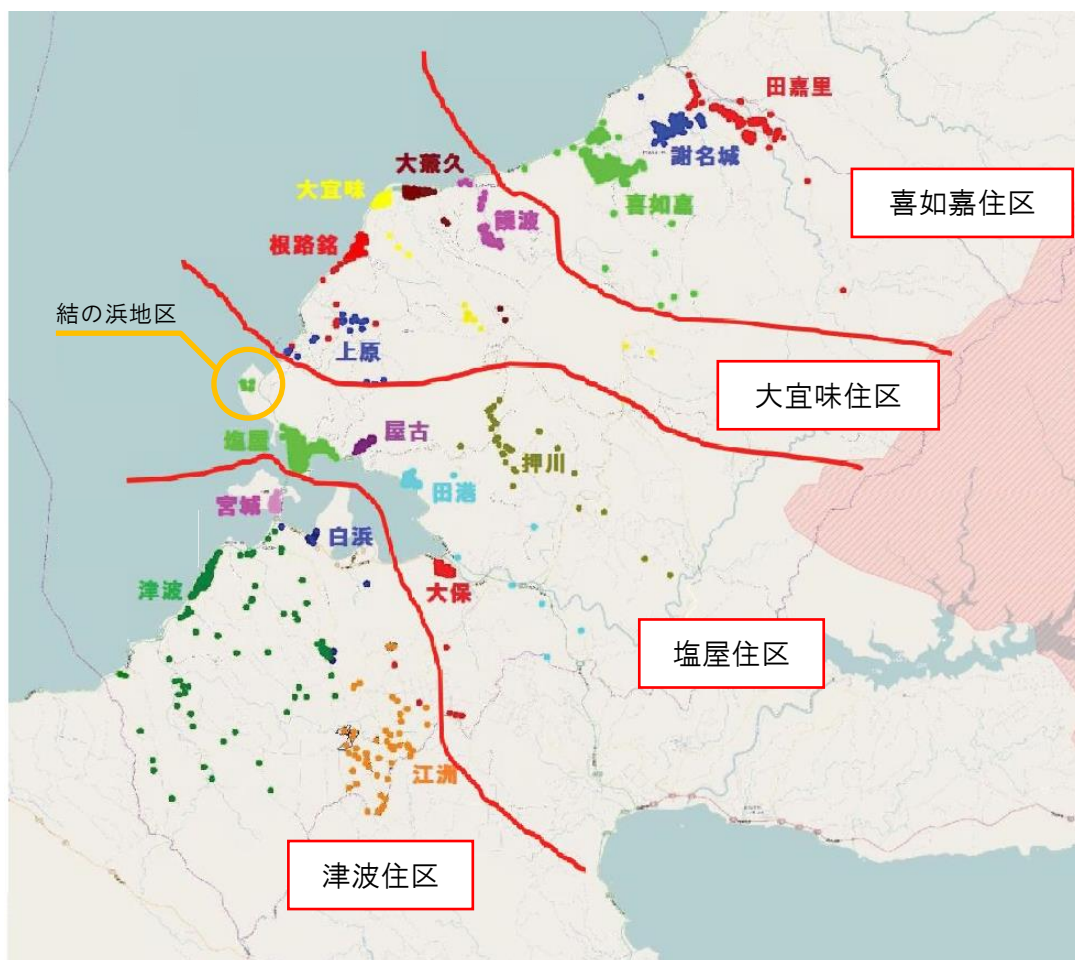 田嘉里
謝名城
喜如嘉
喜如嘉住区
大蒹久
大宜味
饒波
根路銘
結の浜地区
上原
大宜味住区
塩屋
屋古
押川
田港
宮城
白浜
大保
津波
塩屋住区
江洲
津波住区